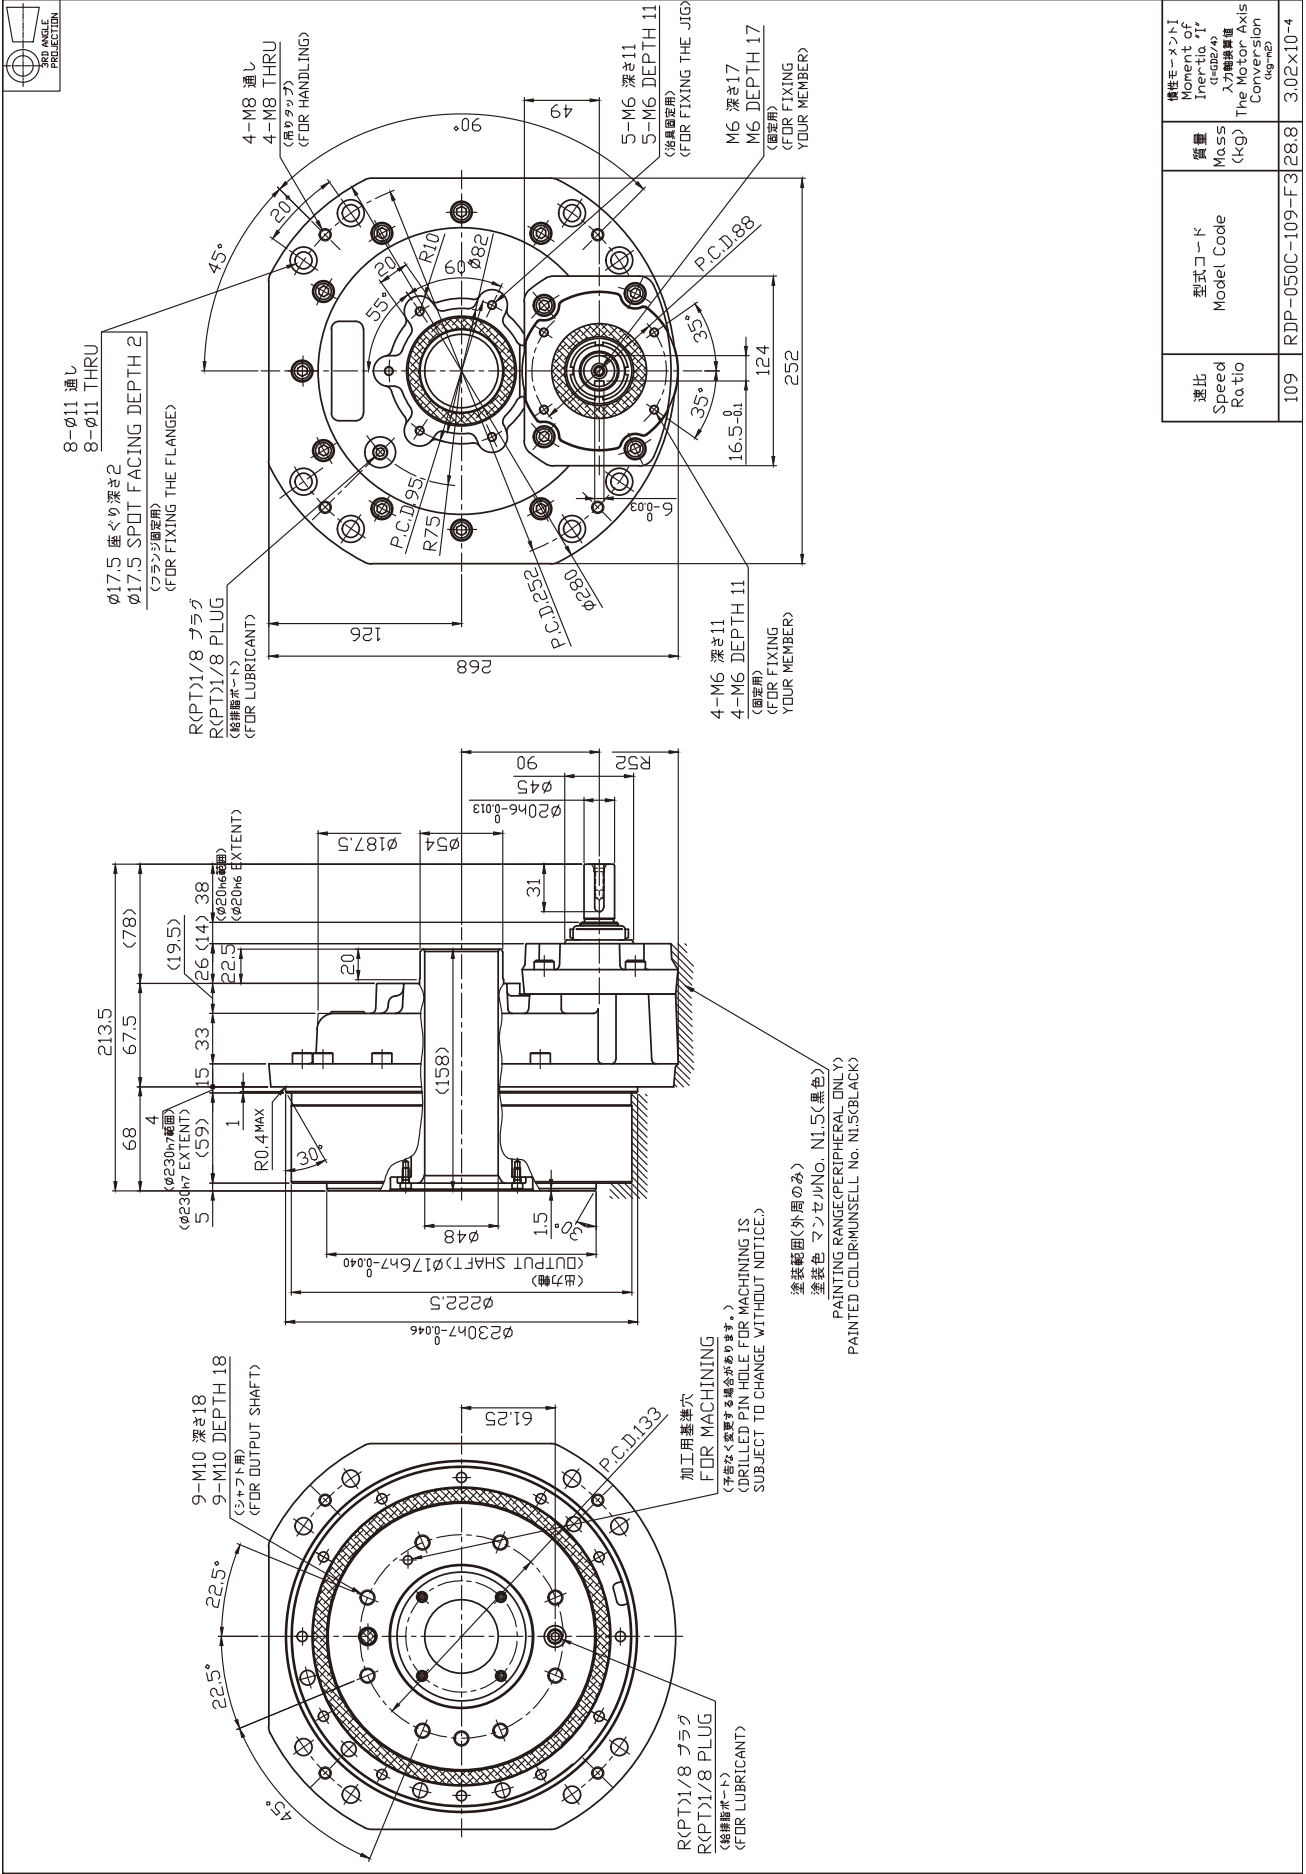 3RD ANGLE
PROJECTION
9-M10 深さ18
9-M10 DEPTH 18
(シャフト用)
(FOR OUTPUT SHAFT)
22.5°
22.5°
45°
61.25
P.C.D.133
加工用基準穴
FOR MACHINING
(予告なく変更する場合があります。)
(DRILLED PIN HOLE FOR MACHINING IS
SUBJECT TO CHANGE WITHOUT NOTICE.)
R(PT)1/8 プラグ
R(PT)1/8 PLUG
(給排脂ポート)
(FOR LUBRICANT)
213.5
68
67.5
(78)
4
(ø230h7範囲)
(ø230h7 EXTENT)
(19.5)
5
(59)
15
33
26
(14)
38
(ø20h6範囲)
(ø20h6 EXTENT)
1
22.5
R0.4MAX
30°
20
31
(158)
1.5
30°
ø48
(出力軸)
(OUTPUT SHAFT)ø176h7 0 -0.040
ø222.5
ø230h7 0 -0.046
ø187.5
ø54
ø20h6 0 -0.013
ø45
90
R52
塗装範囲(外周のみ)
塗装色 マンセルNo. N1.5(黒色)
PAINTING RANGE(PERIPHERAL ONLY)
PAINTED COLOR:MUNSELL No. N1.5(BLACK)
8-ø11 通し
8-ø11 THRU
ø17.5 座ぐり深さ2
ø17.5 SPOT FACING DEPTH 2
(フランジ固定用)
(FOR FIXING THE FLANGE)
R(PT)1/8 プラグ
R(PT)1/8 PLUG
(給排脂ポート)
(FOR LUBRICANT)
4-M8 通し
4-M8 THRU
(吊りタップ)
(FOR HANDLING)
45°
20°
90°
55°
20
R10
60°
ø82
P.C.D.95
R75
P.C.D.252
ø280
126
268
49
5-M6 深さ11
5-M6 DEPTH 11
(治具固定用)
(FOR FIXING THE JIG)
M6 深さ17
M6 DEPTH 17
(固定用)
(FOR FIXING
YOUR MEMBER)
P.C.D.88
35°
35°
16.5 0 -0.1
6 0 -0.03
124
252
4-M6 深さ11
4-M6 DEPTH 11
(固定用)
(FOR FIXING
YOUR MEMBER)
速比
Speed
Ratio
型式コード
Model Code
質量
Mass
(kg)
慣性モーメントI
Moment of
Inertia "I"
(I=GD2/4)
入力軸換算値
The Motor Axis
Conversion
(kg-m2)
109
RDP-050C-109-F3
28.8
3.02x10-4